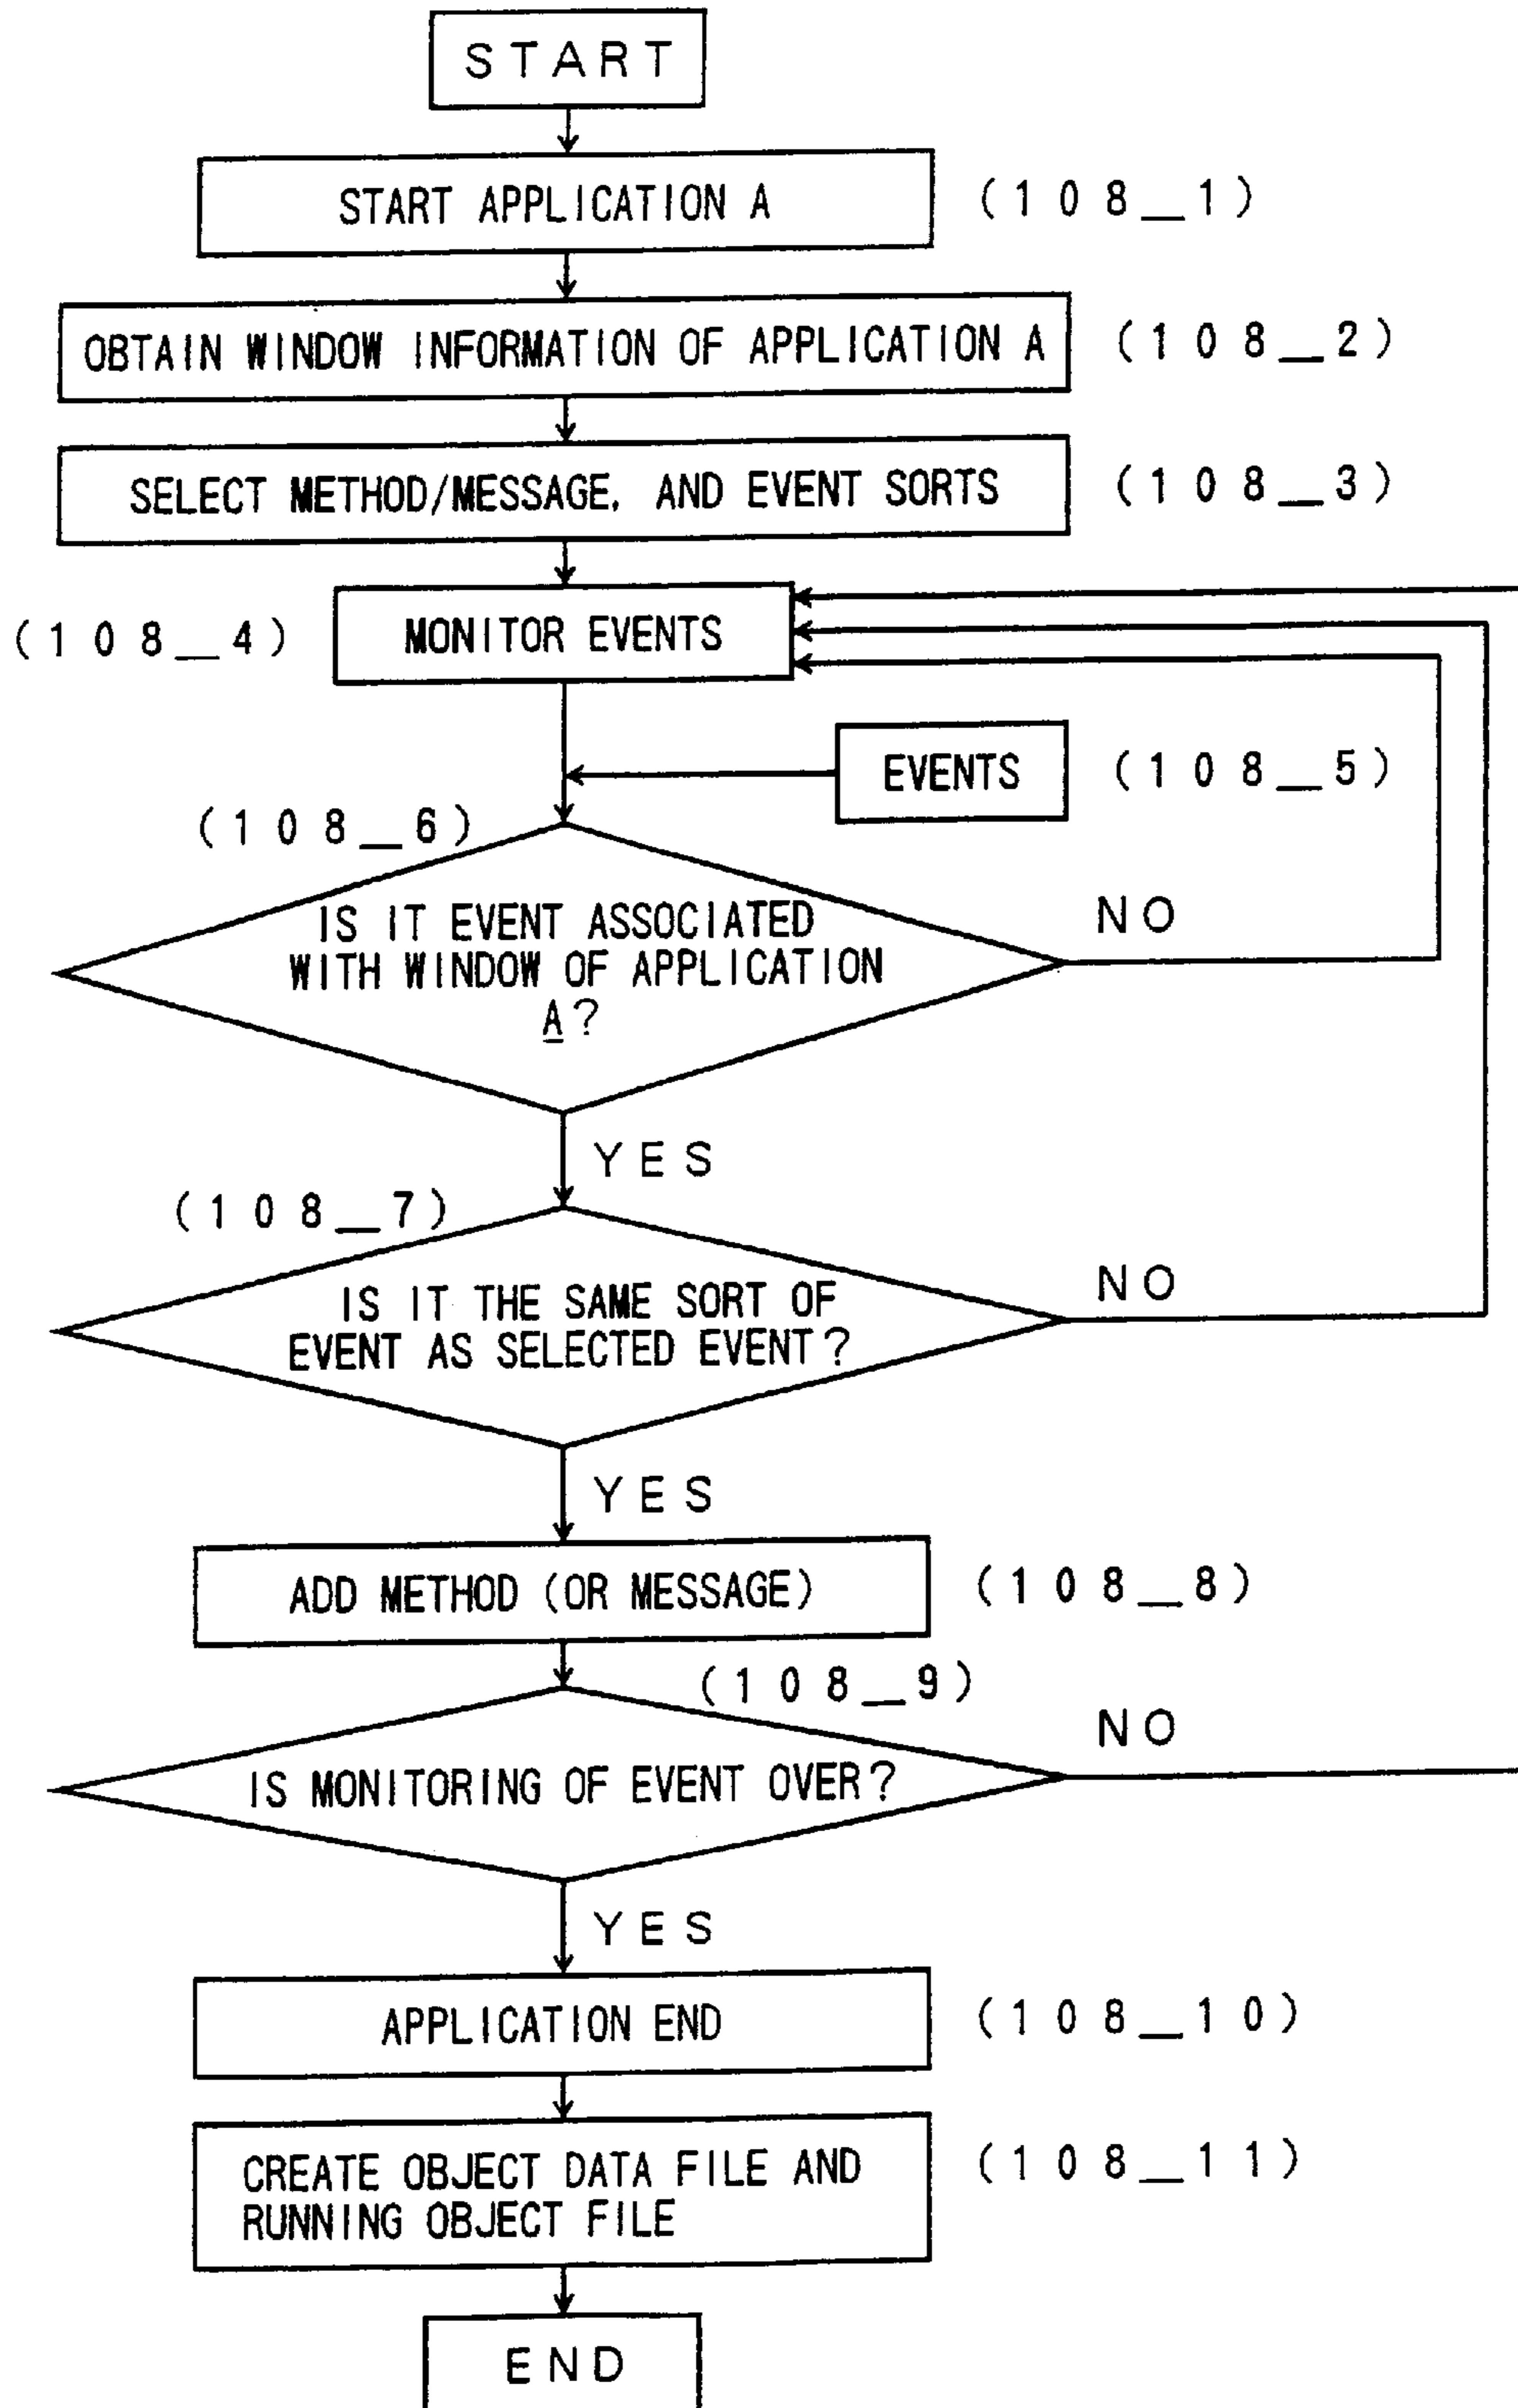 START
START APPLICATION A
(108_1)
OBTAIN WINDOW INFORMATION OF APPLICATION A
(108_2)
SELECT METHOD/MESSAGE, AND EVENT SORTS
(108_3)
(108_4)
MONITOR EVENTS
EVENTS
(108_5)
(108_6)
IS IT EVENT ASSOCIATED
WITH WINDOW OF APPLICATION
A?
NO
YES
(108_7)
IS IT THE SAME SORT OF
EVENT AS SELECTED EVENT?
NO
YES
ADD METHOD (OR MESSAGE)
(108_8)
(108_9)
IS MONITORING OF EVENT OVER?
NO
YES
APPLICATION END
(108_10)
CREATE OBJECT DATA FILE AND
RUNNING OBJECT FILE
(108_11)
END